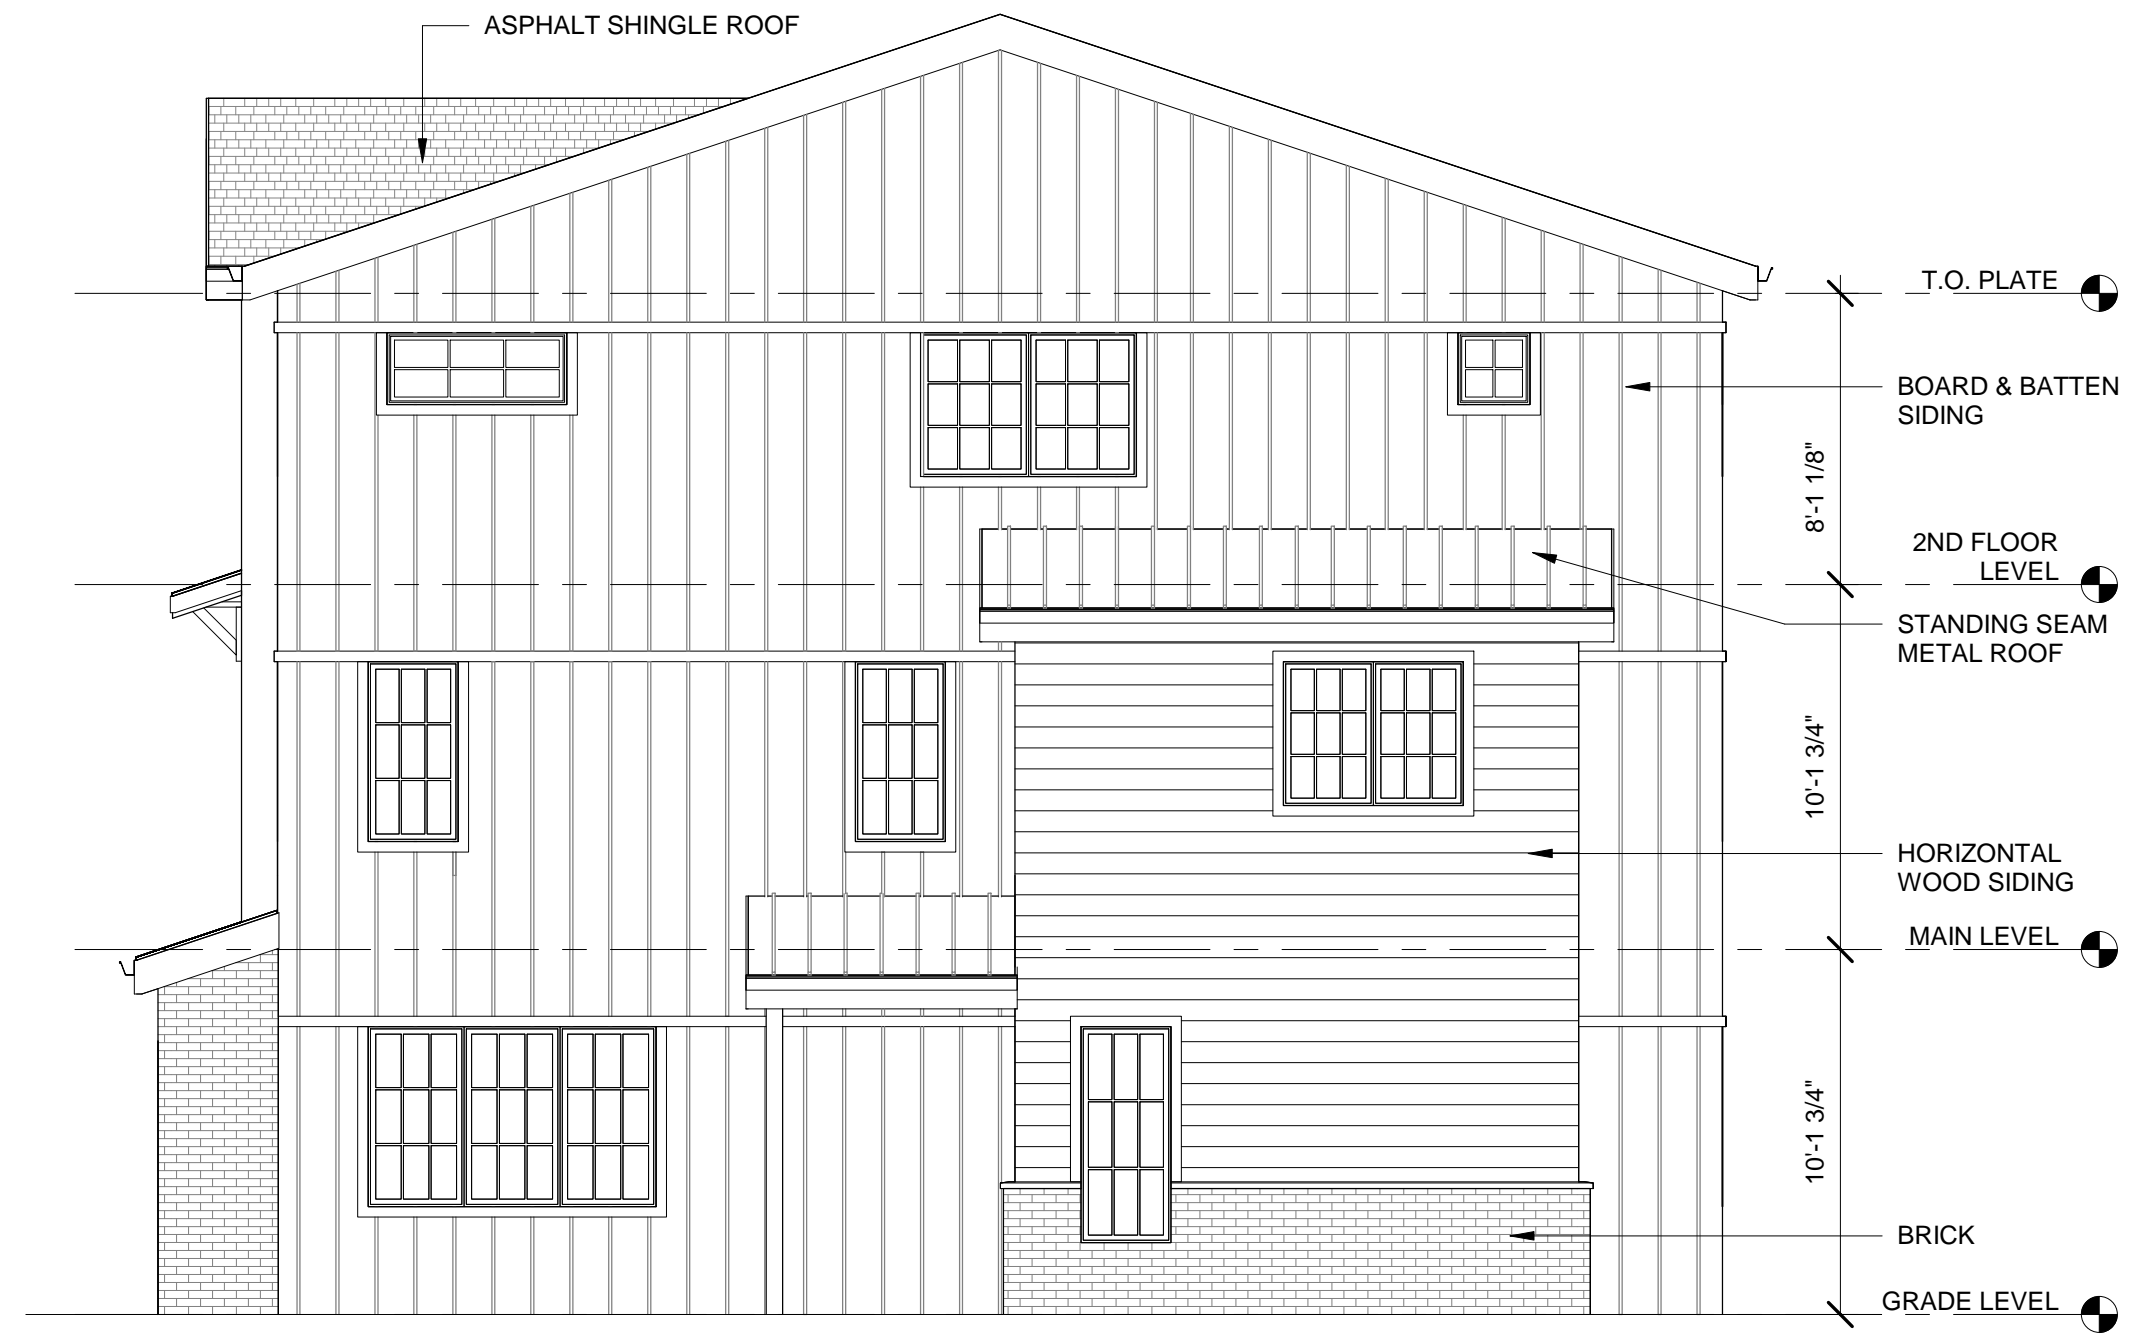 ASPHALT SHINGLE ROOF
T.O. PLATE
BOARD & BATTEN
SIDING
8'-1 1/8"
2ND FLOOR
LEVEL
STANDING SEAM
METAL ROOF
10'-1 3/4"
HORIZONTAL
WOOD SIDING
MAIN LEVEL
10'-1 3/4"
BRICK
GRADE LEVEL